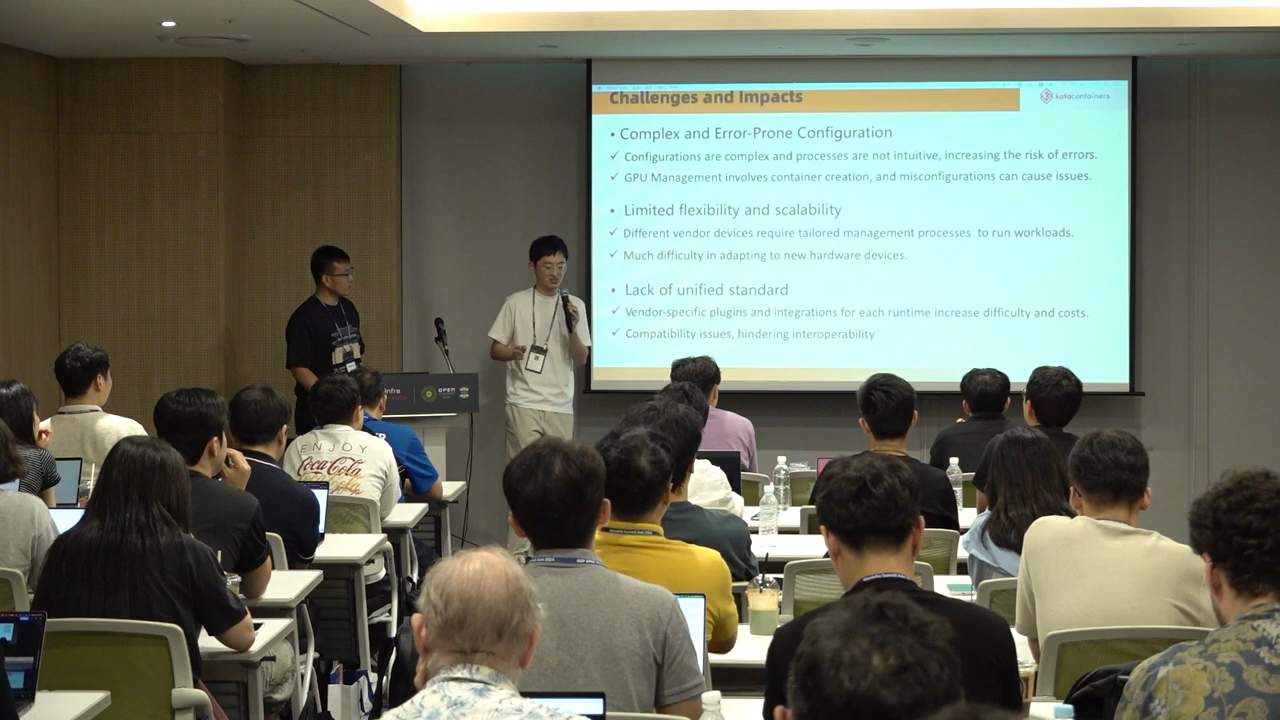 Challenges and Impacts
katacontainers
• Complex and Error-Prone Configuration
✓ Configurations are complex and processes are not intuitive, increasing the risk of errors.
✓ GPU Management involves container creation, and misconfigurations can cause issues.
• Limited flexibility and scalability
✓ Different vendor devices require tailored management processes to run workloads.
✓ Much difficulty in adapting to new hardware devices.
• Lack of unified standard
✓ Vendor-specific plugins and integrations for each runtime increase difficulty and costs.
✓ Compatibility issues, hindering interoperability
infra
OPEN
ENJOY
Coca-Cola